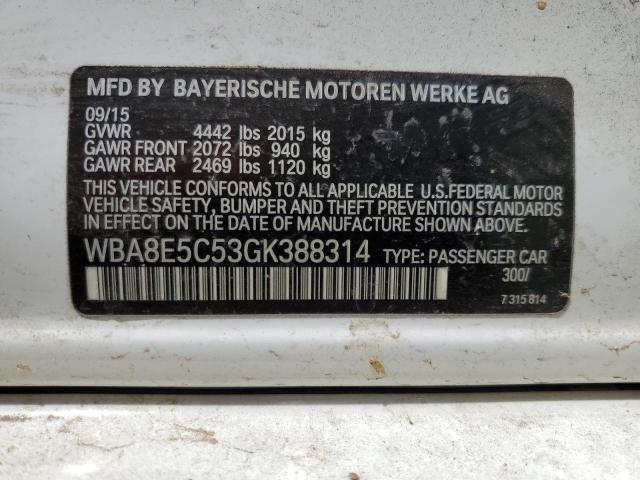 MFD BY BAYERISCHE MOTOREN WERKE AG
09/15
GVWR 4442 lbs 2015 kg
GAWR FRONT 2072 lbs 940 kg
GAWR REAR 2469 lbs 1120 kg
THIS VEHICLE CONFORMS TO ALL APPLICABLE U.S.FEDERAL MOTOR
VEHICLE SAFETY, BUMPER AND THEFT PREVENTION STANDARDS
IN EFFECT ON THE DATE OF MANUFACTURE SHOWN ABOVE.
WBA8E5C53GK388314 TYPE: PASSENGER CAR
300/
7 315 814